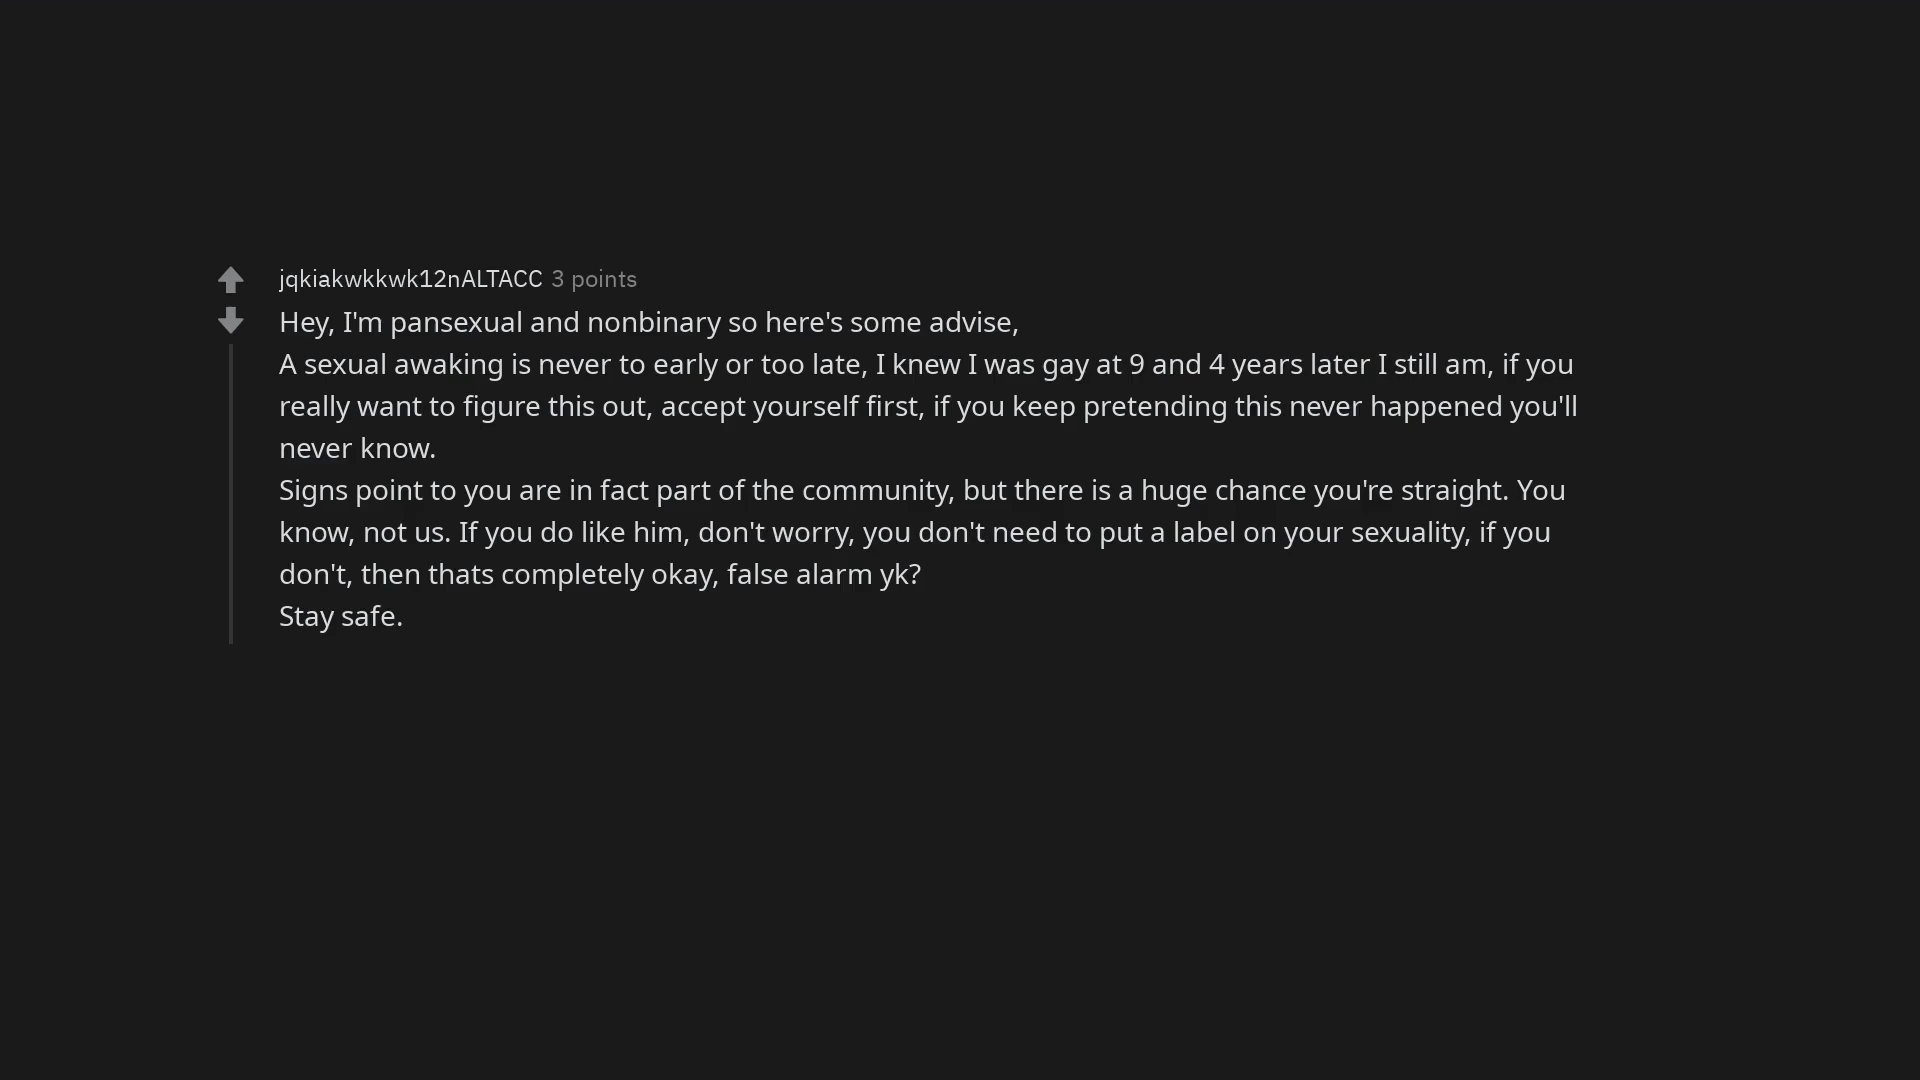 jqkiakwkkwk12nALTACC 3 points
Hey, I'm pansexual and nonbinary so here's some advise,
A sexual awaking is never to early or too late, I knew I was gay at 9 and 4 years later I still am, if you
really want to figure this out, accept yourself first, if you keep pretending this never happened you'll
never know.
Signs point to you are in fact part of the community, but there is a huge chance you're straight. You
know, not us. If you do like him, don't worry, you don't need to put a label on your sexuality, if you
don't, then thats completely okay, false alarm yk?
Stay safe.